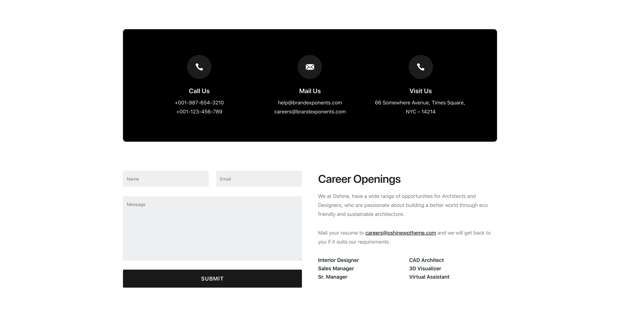 Call Us
+001-987-654-3210
+001-123-456-789
Mail Us
help@brandexponents.com
careers@brandexponents.com
Visit Us
66 Somewhere Avenue, Times Square,
NYC – 14214
Name
Email
Message
SUBMIT
Career Openings
We at Oshine, have a wide range of opportunites for Architects and
Designers, who are passionate about building a better world through eco
friendly and sustainable architecture.
Mail your resume to careers@oshinewptheme.com and we will get back to
you if it suits our requirements.
Interior Designer
Sales Manager
Sr. Manager
CAD Architect
3D Visualizer
Virtual Assistant